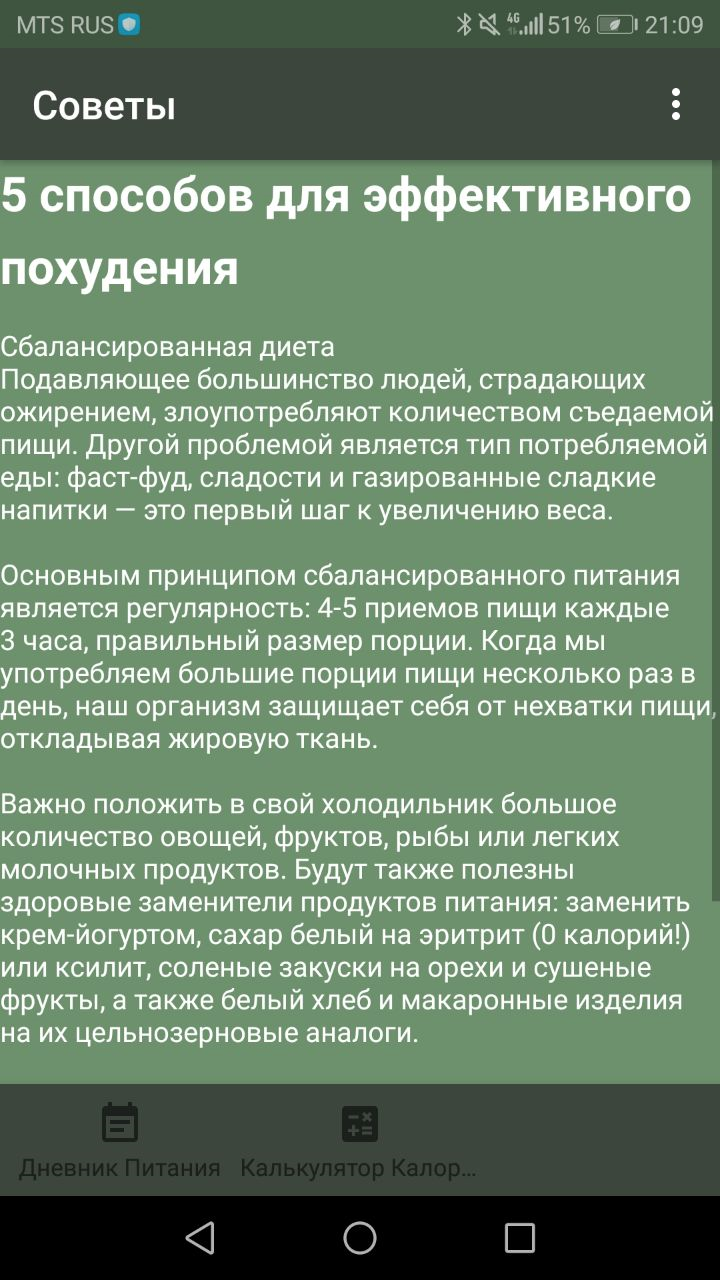 MTS RUS 4G 51% 21:09
Советы
5 способов для эффективного
похудения
Сбалансированная диета
Подавляющее большинство людей, страдающих
ожирением, злоупотребляют количеством съедаемой
пищи. Другой проблемой является тип потребляемой
еды: фаст-фуд, сладости и газированные сладкие
напитки — это первый шаг к увеличению веса.
Основным принципом сбалансированного питания
является регулярность: 4-5 приемов пищи каждые
3 часа, правильный размер порции. Когда мы
употребляем большие порции пищи несколько раз в
день, наш организм защищает себя от нехватки пищи,
откладывая жировую ткань.
Важно положить в свой холодильник большое
количество овощей, фруктов, рыбы или легких
молочных продуктов. Будут также полезны
здоровые заменители продуктов питания: заменить
крем-йогуртом, сахар белый на эритрит (0 калорий!)
или ксилит, соленые закуски на орехи и сушеные
фрукты, а также белый хлеб и макаронные изделия
на их цельнозерновые аналоги.
Дневник Питания Калькулятор Калор...